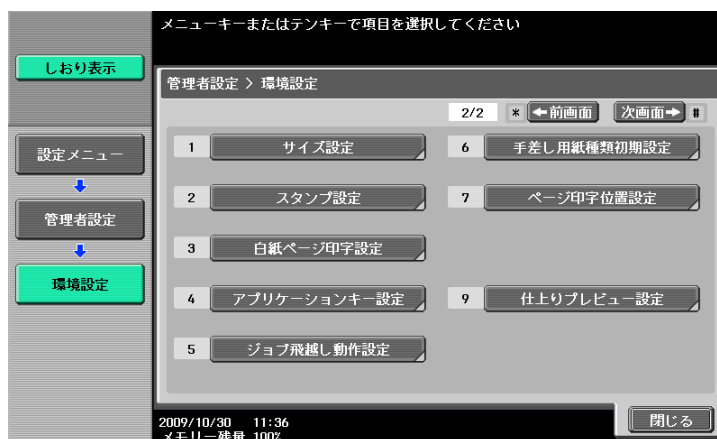 メニューキーまたはテンキーで項目を選択してください
しおり表示
管理者設定 > 環境設定
2/2 * ←前画面 次画面→ #
設定メニュー
管理者設定
環境設定
1 サイズ設定
2 スタンプ設定
3 白紙ページ印字設定
4 アプリケーションキー設定
5 ジョブ飛越し動作設定
6 手差し用紙種類初期設定
7 ページ印字位置設定
9 仕上りプレビュー設定
2009/10/30 11:36
メモリー残量 100%
閉じる